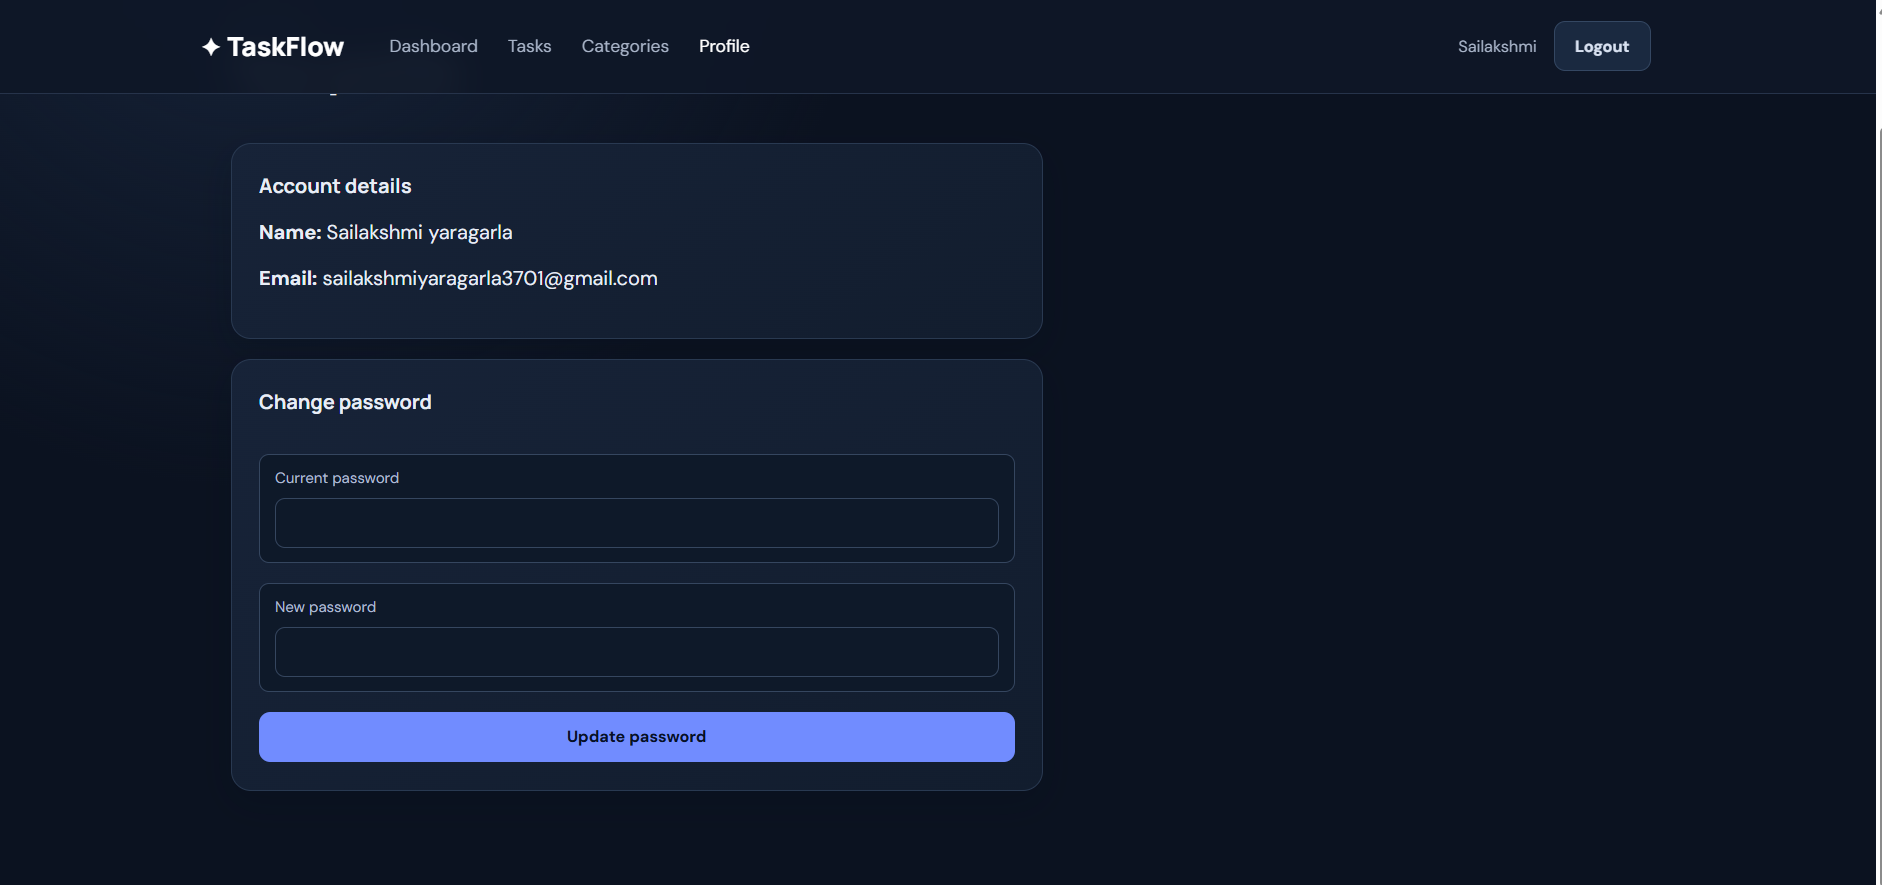 TaskFlow Dashboard Tasks Categories Profile Sailakshmi Logout
Account details
Name: Sailakshmi yaragarla
Email: sailakshmiyaragarla3701@gmail.com
Change password
Current password
New password
Update password